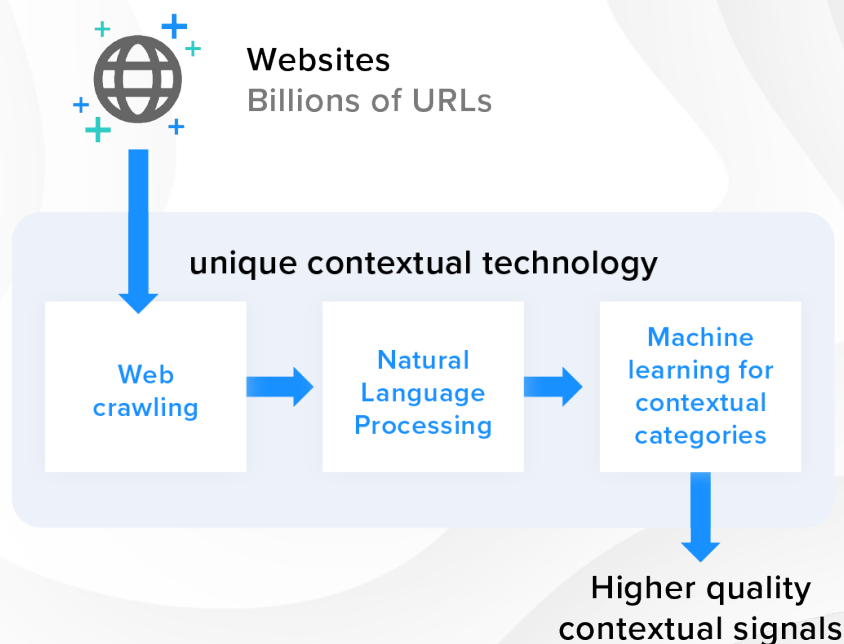 Websites
Billions of URLs
unique contextual technology
Web
crawling
Natural
Language
Processing
Machine
learning for
contextual
categories
Higher quality
contextual signals